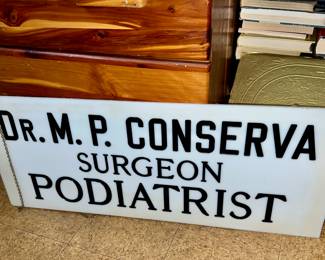 DR. M. P. CONSERVA
SURGEON
PODIATRIST